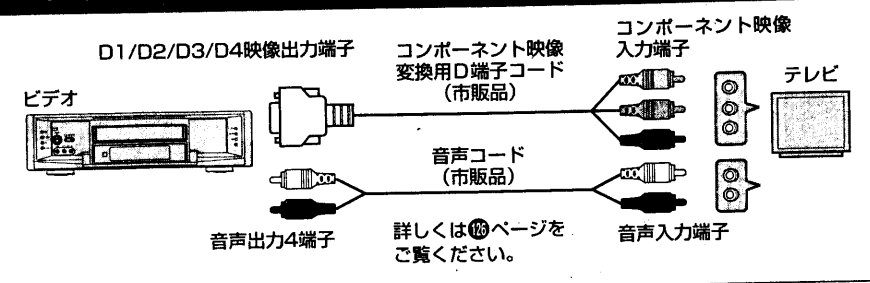 D1/D2/D3/D4映像出力端子
コンポーネント映像
変換用D端子コード
(市販品)
コンポーネント映像
入力端子
ビデオ
テレビ
音声コード
(市販品)
音声出力4端子
詳しくは126ページを
ご覧ください。
音声入力端子